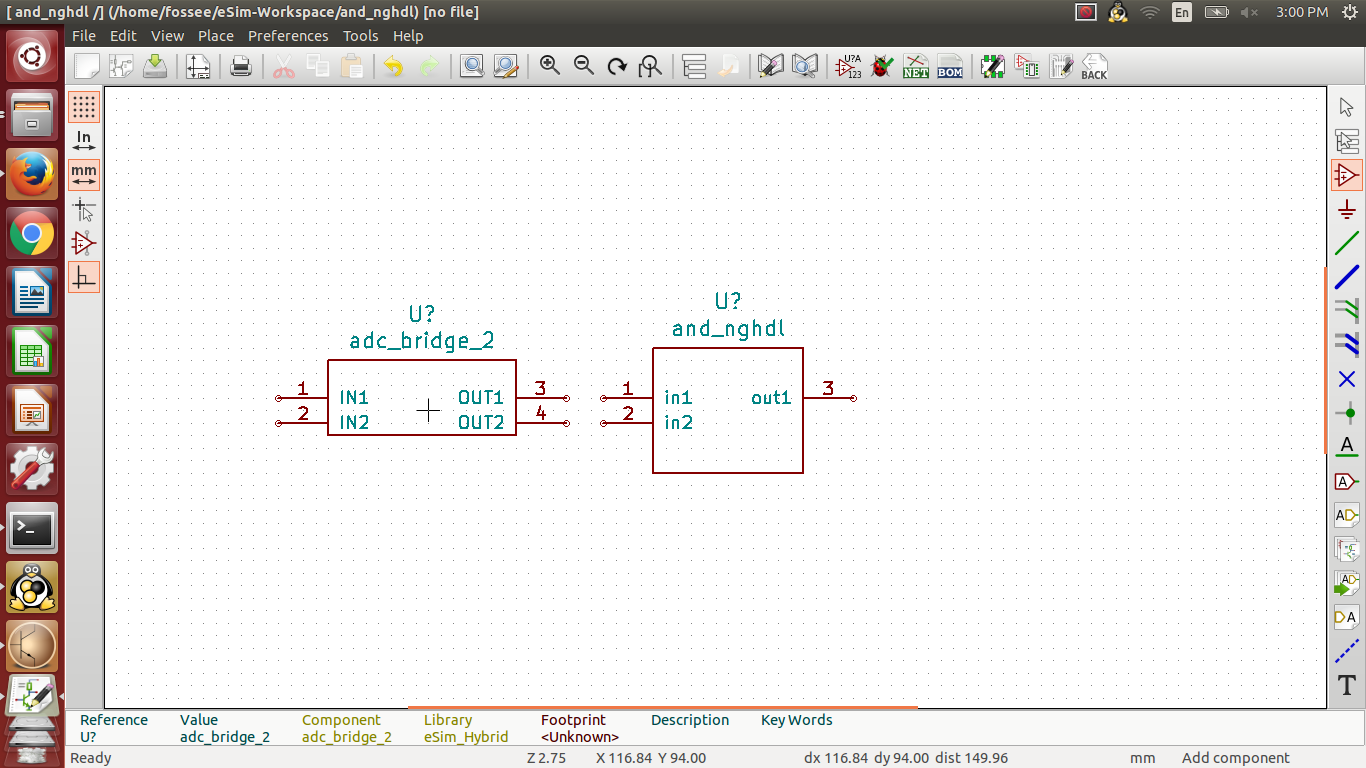 [ and_nghdl /] (/home/fossee/eSim-Workspace/and_nghdl) [no file]
En
3:00 PM
File Edit View Place Preferences Tools Help
U?A
123
NET
BOM
BACK
In
mm
U?
adc_bridge_2
1 IN1 OUT1 3
2 IN2 OUT2 4
U?
and_nghdl
1 in1 out1 3
2 in2
A
A
A
A
A
T
Reference Value Component Library Footprint Description Key Words
U? adc_bridge_2 adc_bridge_2 eSim_Hybrid <Unknown>
Ready Z 2.75 X 116.84 Y 94.00 dx 116.84 dy 94.00 dist 149.96 mm Add component